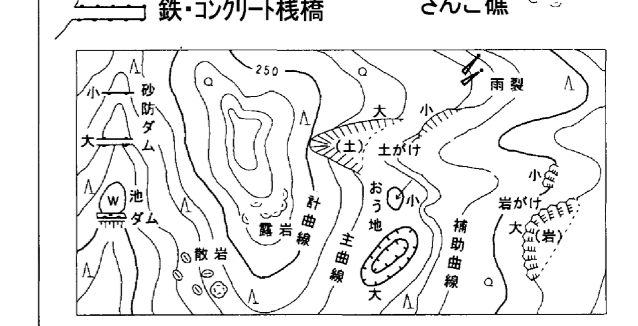 鉄・コンクリート桟橋
さんご礁
250
小
砂防ダム
大
W
池
ダム
散岩
露岩
計曲線
主曲線
大
(土)
土がけ
小
おう地
小
大
補助曲線
雨裂
小
岩がけ
大
(岩)